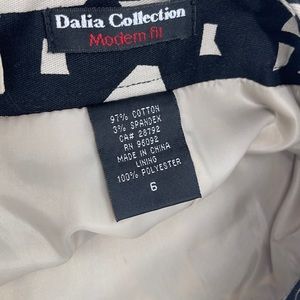 Dalia Collection
Modern fit
97% COTTON
3% SPANDEX
CA# 28792
RN 96092
MADE IN CHINA
LINING
100% POLYESTER
6